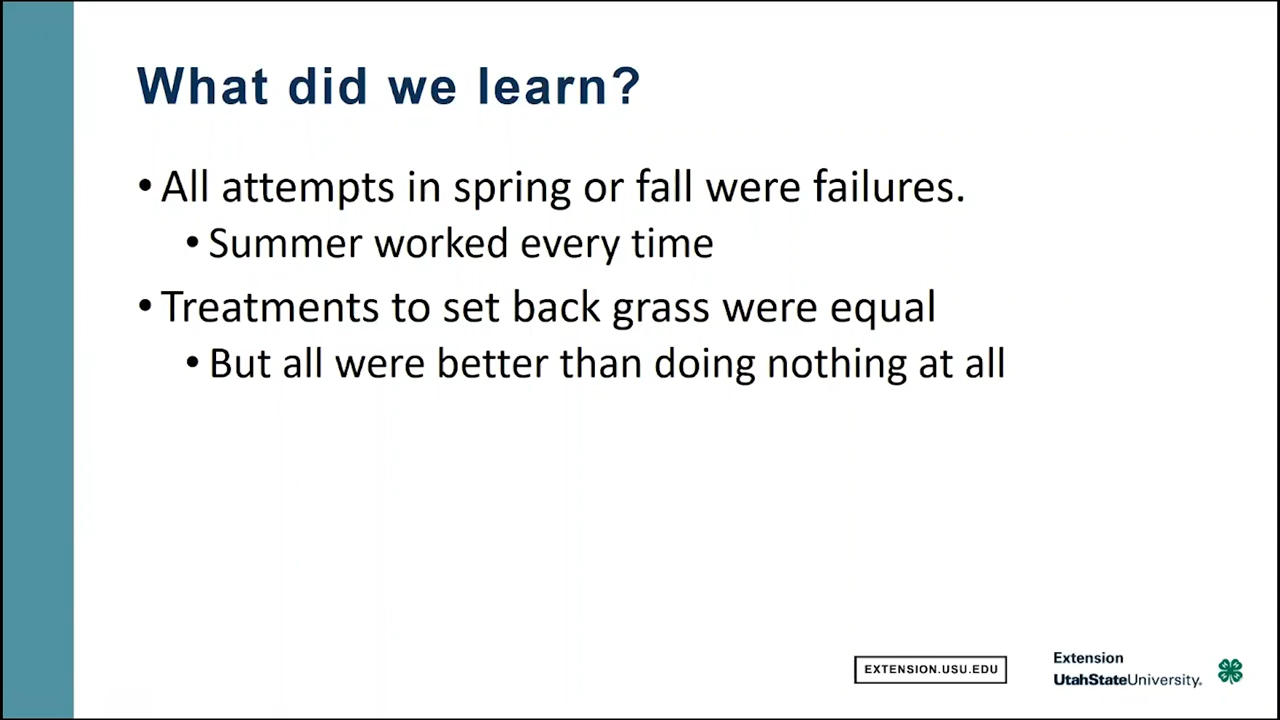 What did we learn?
• All attempts in spring or fall were failures.
• Summer worked every time
• Treatments to set back grass were equal
• But all were better than doing nothing at all
EXTENSION.USU.EDU
Extension
UtahStateUniversity.